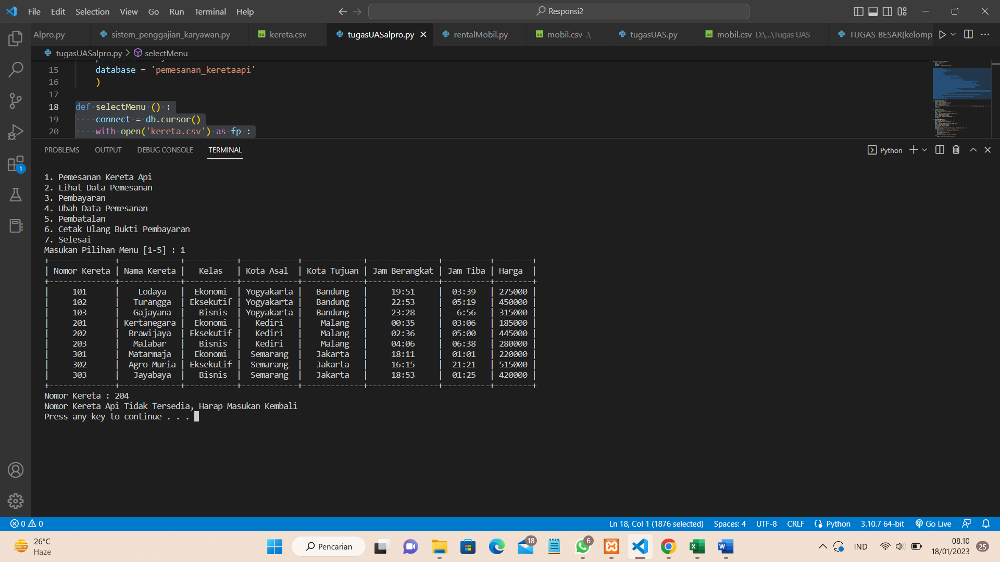 File Edit Selection View Go Run Terminal Help
Responsi2
Alpro.py
sistem_penggajian_karyawan.py
kereta.csv
tugasUASalpro.py
rentalMobil.py
mobil.csv .\
tugasUAS.py
mobil.csv D:\...\Tugas UAS
TUGAS BESAR(kelomp
tugasUASalpro.py > selectMenu
15 database = 'pemesanan_keretaapi'
16 )
17
18 def selectMenu () :
19 connect = db.cursor()
20 with open('kereta.csv') as fp :
PROBLEMS OUTPUT DEBUG CONSOLE TERMINAL
Python
1
1. Pemesanan Kereta Api
2. Lihat Data Pemesanan
3. Pembayaran
4. Ubah Data Pemesanan
5. Pembatalan
6. Cetak Ulang Bukti Pembayaran
7. Selesai
Masukan Pilihan Menu [1-5] : 1
+--------------+-------------+-----------+------------+-------------+---------------+----------+--------+
| Nomor Kereta | Nama Kereta | Kelas | Kota Asal | Kota Tujuan | Jam Berangkat | Jam Tiba | Harga |
+--------------+-------------+-----------+------------+-------------+---------------+----------+--------+
| 101 | Lodaya | Ekonomi | Yogyakarta | Bandung | 19:51 | 03:39 | 275000 |
| 102 | Turangga | Eksekutif | Yogyakarta | Bandung | 22:53 | 05:19 | 450000 |
| 103 | Gajayana | Bisnis | Yogyakarta | Bandung | 23:28 | 6:56 | 315000 |
| 201 | Kertanegara | Ekonomi | Kediri | Malang | 00:35 | 03:06 | 185000 |
| 202 | Brawijaya | Eksekutif | Kediri | Malang | 02:36 | 05:00 | 445000 |
| 203 | Malabar | Bisnis | Kediri | Malang | 04:06 | 06:38 | 280000 |
| 301 | Matarmaja | Ekonomi | Semarang | Jakarta | 18:11 | 01:01 | 220000 |
| 302 | Agro Muria | Eksekutif | Semarang | Jakarta | 16:15 | 21:21 | 515000 |
| 303 | Jayabaya | Bisnis | Semarang | Jakarta | 18:53 | 01:25 | 420000 |
+--------------+-------------+-----------+------------+-------------+---------------+----------+--------+
Nomor Kereta : 204
Nomor Kereta Api Tidak Tersedia, Harap Masukan Kembali
Press any key to continue . . .
0 0
Ln 18, Col 1 (1876 selected) Spaces: 4 UTF-8 CRLF Python 3.10.7 64-bit Go Live
26°C
Haze
Pencarian
18
6
IND
08.10
18/01/2023
25